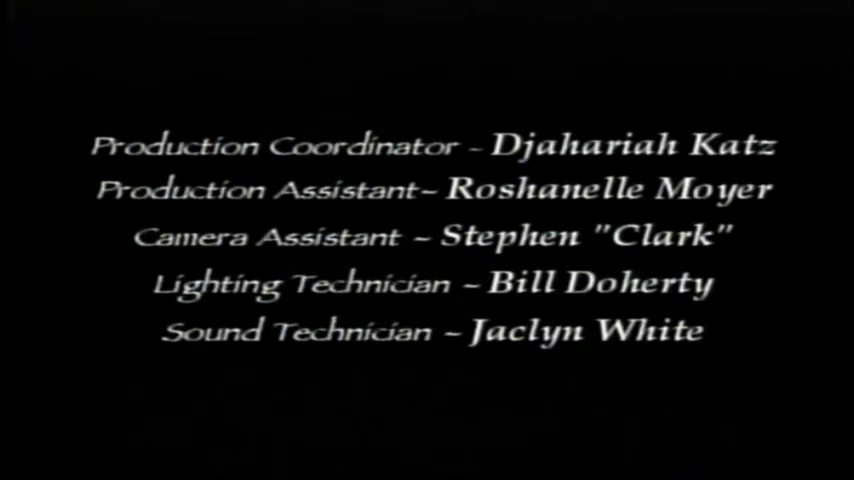 Production Coordinator - Djahariah Katz
Production Assistant- Roshanelle Moyer
Camera Assistant - Stephen "Clark"
Lighting Technician - Bill Doherty
Sound Technician - Jaclyn White